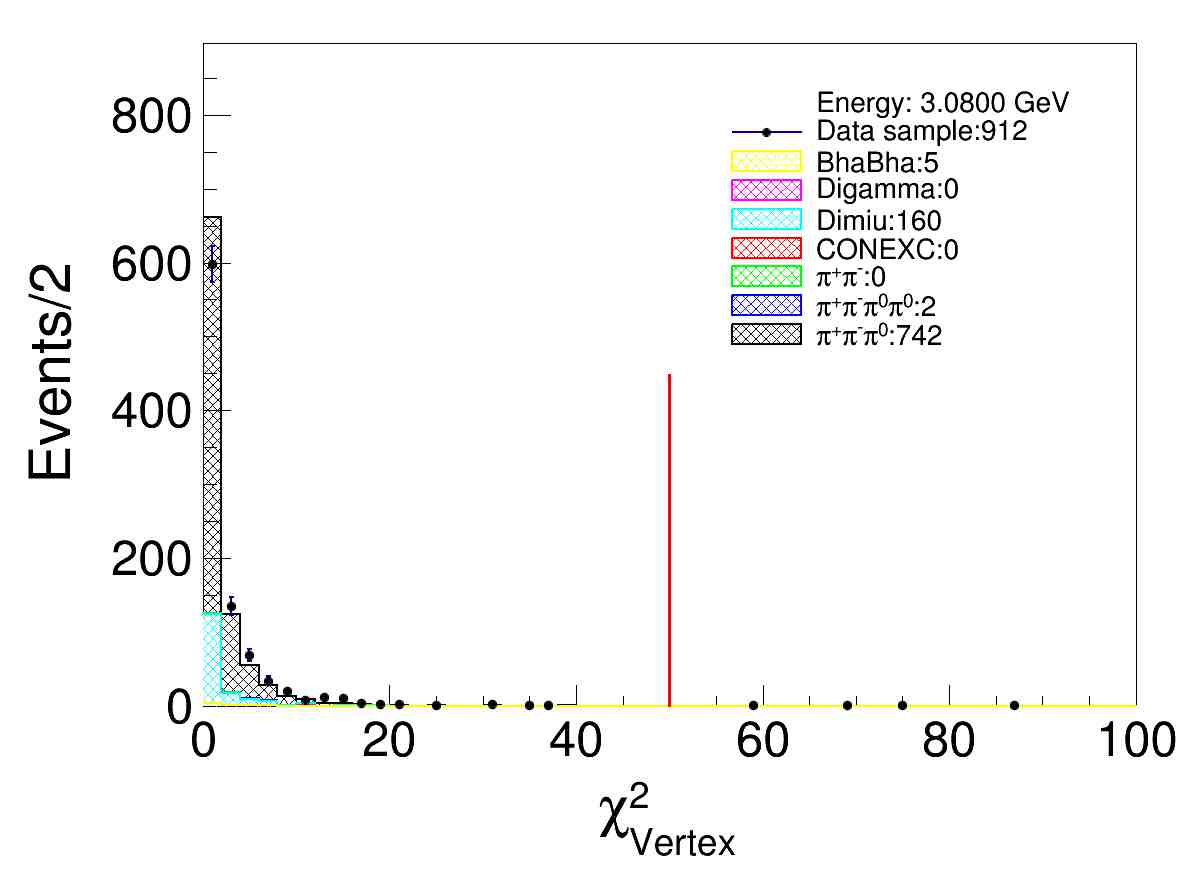 Energy: 3.0800 GeV
Data sample:912
BhaBha:5
Digamma:0
Dimiu:160
CONEXC:0
π⁺π⁻:0
π⁺π⁻π⁰π⁰:2
π⁺π⁻π⁰:742
Events/2
800
600
400
200
0
0 20 40 60 80 100
χ²Vertex